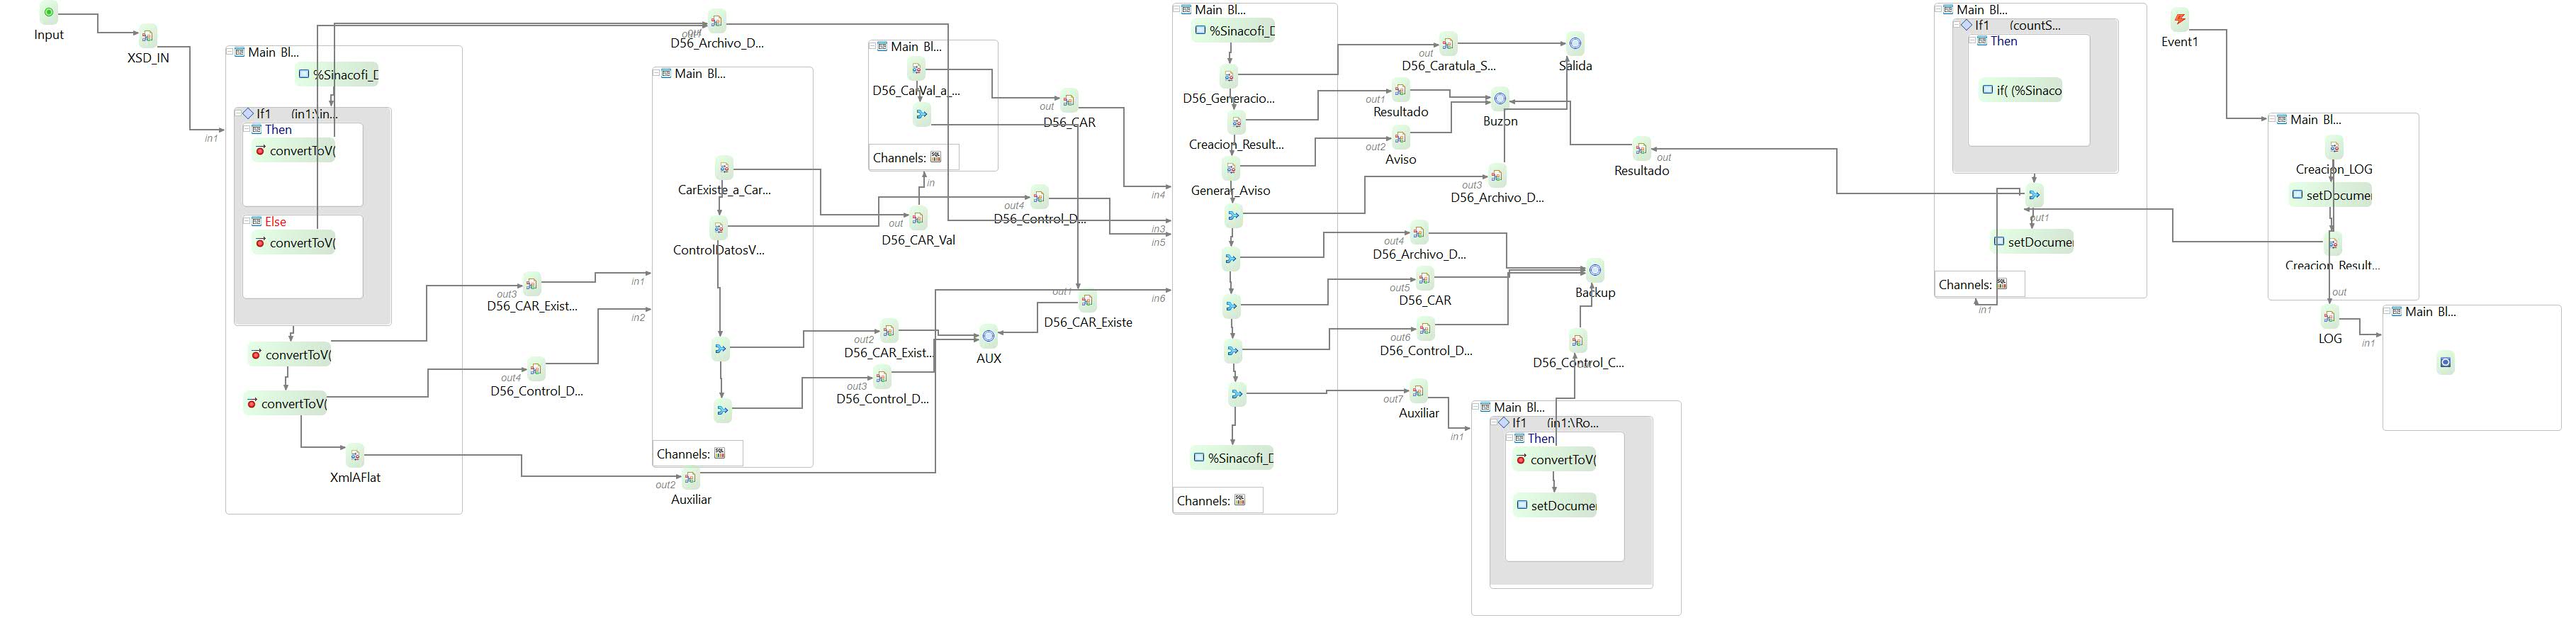 Input
XSD_IN
in1
Main Bl...
%Sinacofi_D
If1 (in1:\in...
Then
convertToV(
Else
convertToV(
convertToV(
convertToV(
XmlAFlat
out3
D56_CAR_Exist...
out4
D56_Control_D...
out2
Auxiliar
D56_Archivo_D...
in1
in2
Main Bl...
CarExiste_a_Car...
ControlDatosV...
Channels:
Main Bl...
D56_CarVal_a_...
Channels:
in
out
D56_CAR_Val
out
D56_CAR
out4
D56_Control_D...
out1
D56_CAR_Existe
out2
D56_CAR_Exist...
out3
D56_Control_D...
AUX
in4
in3
in5
in6
Main Bl...
%Sinacofi_D
D56_Generacio...
Creacion_Result...
Generar_Aviso
%Sinacofi_D
Channels:
out
D56_Caratula_S...
Salida
out1
Resultado
Buzon
out2
Aviso
out3
D56_Archivo_D...
out4
D56_Archivo_D...
out5
D56_CAR
out6
D56_Control_D...
Backup
D56_Control_C...
out7
Auxiliar
in1
Main Bl...
If1 (in1:\Ro...
Then
convertToV(
setDocume
out
Resultado
Main Bl...
If1 (countS...
Then
if( (%Sinaco
out1
setDocume
Channels:
in1
Event1
Main Bl...
Creacion_LOG
setDocume
Creacion_Result...
out
LOG
in1
Main Bl...